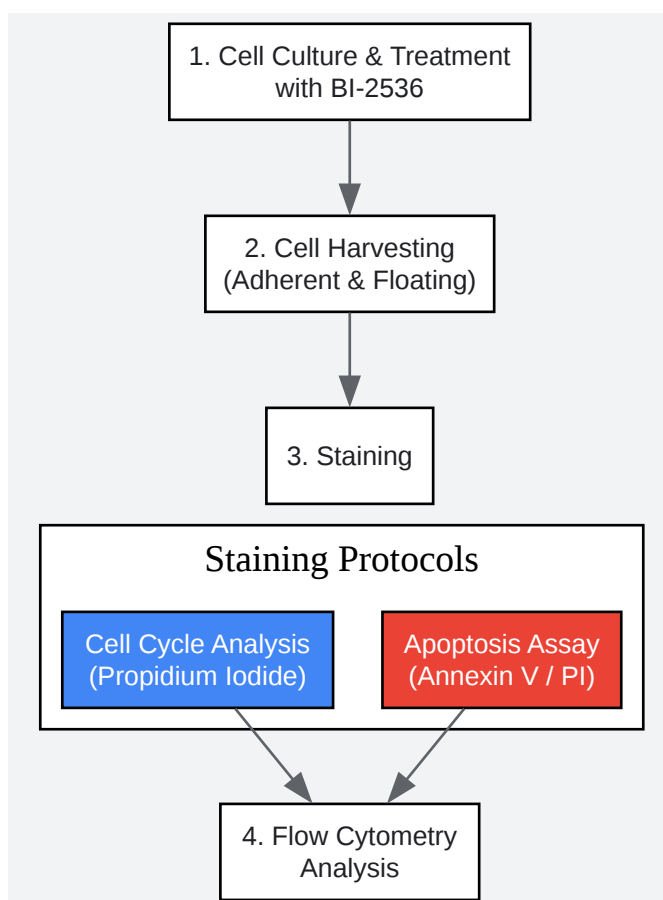 1. Cell Culture & Treatment
with BI-2536
2. Cell Harvesting
(Adherent & Floating)
3. Staining
Staining Protocols
Cell Cycle Analysis
(Propidium Iodide)
Apoptosis Assay
(Annexin V / PI)
4. Flow Cytometry
Analysis